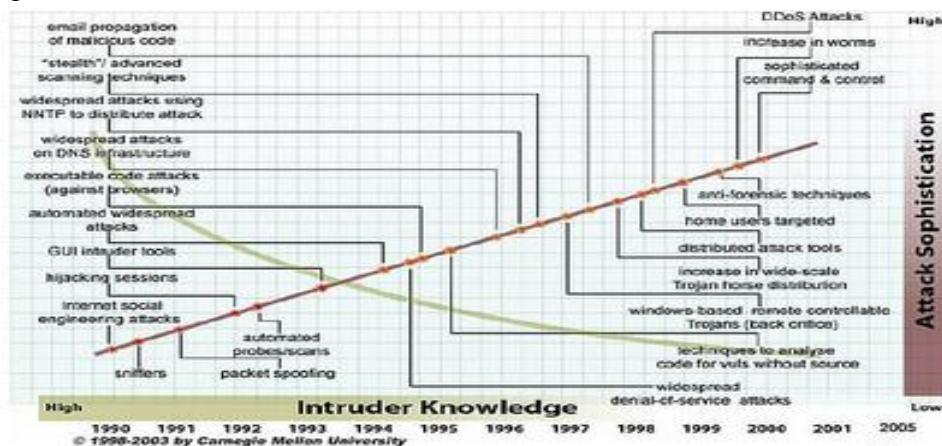 email propagation
of malicious code
"stealth"/ advanced
scanning techniques
widespread attacks using
NNTP to distribute attack
widespread attacks
on DNS infrastructure
executable code attacks
(against browsers)
automated widespread
attacks
GUI intruder tools
hijacking sessions
internet social
engineering attacks
sniffers
packet spoofing
automated
probes/scans
DDoS Attacks
increase in worms
sophisticated
command & control
anti-forensic techniques
home users targeted
distributed attack tools
increase in wide-scale
Trojan horse distribution
windows-based remote controllable
Trojans (back critice)
techniques to analyse
code for vuls without source
widespread
denial-of-service attacks
High
Attack Sophistication
Low
High
Intruder Knowledge
1990 1991 1992 1993 1994 1995 1996 1997 1998 2000 2001 2005
© 1998-2003 by Carnegie Mellon University